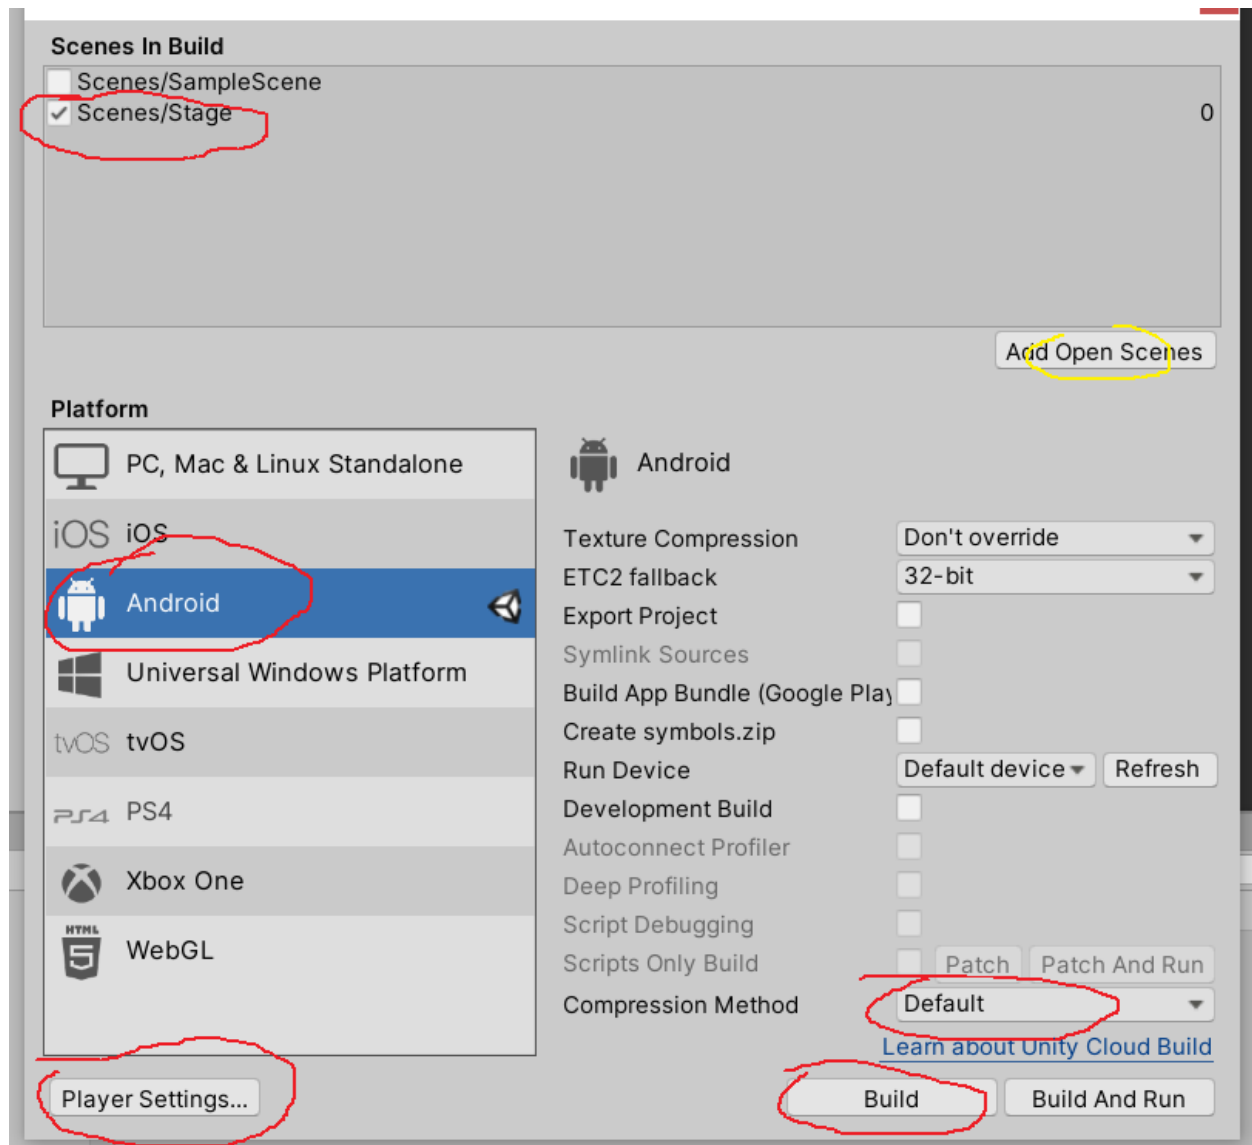 Scenes In Build
Scenes/SampleScene
Scenes/Stage 0
Add Open Scenes
Platform
PC, Mac & Linux Standalone
iOS iOS
Android
Universal Windows Platform
tvOS tvOS
PS4 PS4
Xbox One
HTML
5
WebGL
Player Settings...
Android
Texture Compression Don't override
ETC2 fallback 32-bit
Export Project
Symlink Sources
Build App Bundle (Google Play
Create symbols.zip
Run Device Default device Refresh
Development Build
Autoconnect Profiler
Deep Profiling
Script Debugging
Scripts Only Build Patch Patch And Run
Compression Method Default
Learn about Unity Cloud Build
Build Build And Run